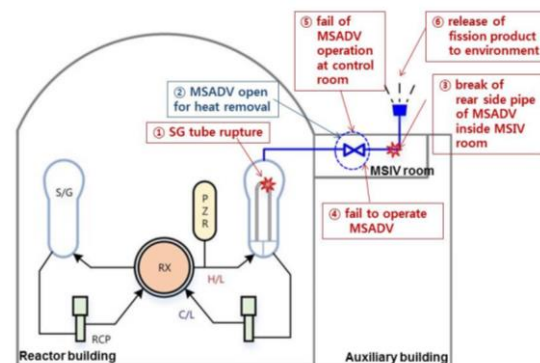 ⑤ fail of
MSADV
operation
at control
room
⑥ release of
fission product
to environment
② MSADV open
for heat removal
③ break of
rear side pipe
of MSADV
inside MSIV
room
① SG tube rupture
MSIV room
④ fail to operate
MSADV
S/G
P
Z
R
RX
H/L
C/L
RCP
Reactor building
Auxiliary building